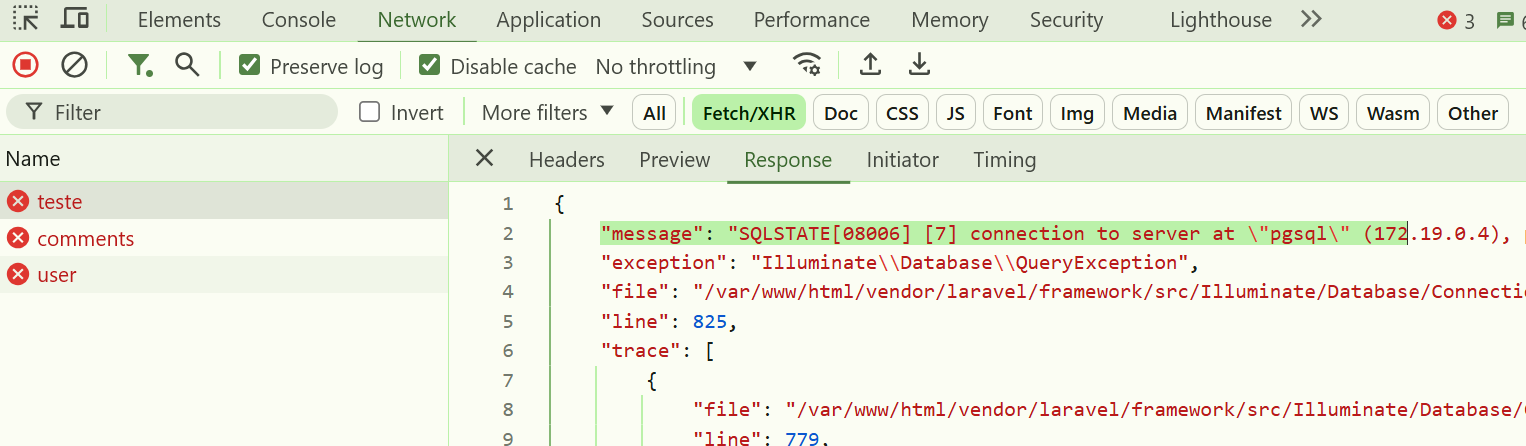 Elements Console Network Application Sources Performance Memory Security Lighthouse 3
Preserve log Disable cache No throttling
Filter Invert More filters All Fetch/XHR Doc CSS JS Font Img Media Manifest WS Wasm Other
Name
Headers Preview Response Initiator Timing
teste
comments
user
1 {
2 "message": "SQLSTATE[08006] [7] connection to server at \"pgsql\" (172.19.0.4),
3 "exception": "Illuminate\\Database\\QueryException",
4 "file": "/var/www/html/vendor/laravel/framework/src/Illuminate/Database/Connecti
5 "line": 825,
6 "trace": [
7 {
8 "file": "/var/www/html/vendor/laravel/framework/src/Illuminate/Database/
9 "line": 779,